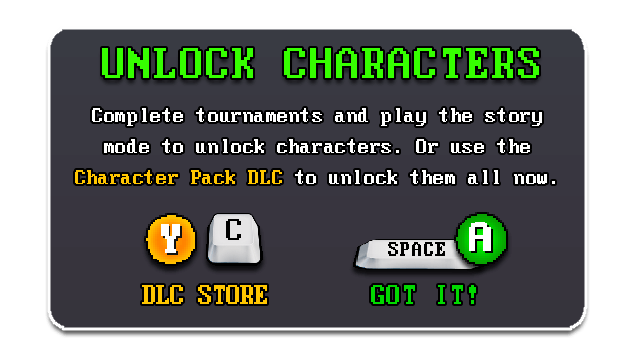 UNLOCK CHARACTERS
Complete tournaments and play the story
mode to unlock characters. Or use the
Character Pack DLC to unlock them all now.
Y C SPACE A
DLC STORE GOT IT!